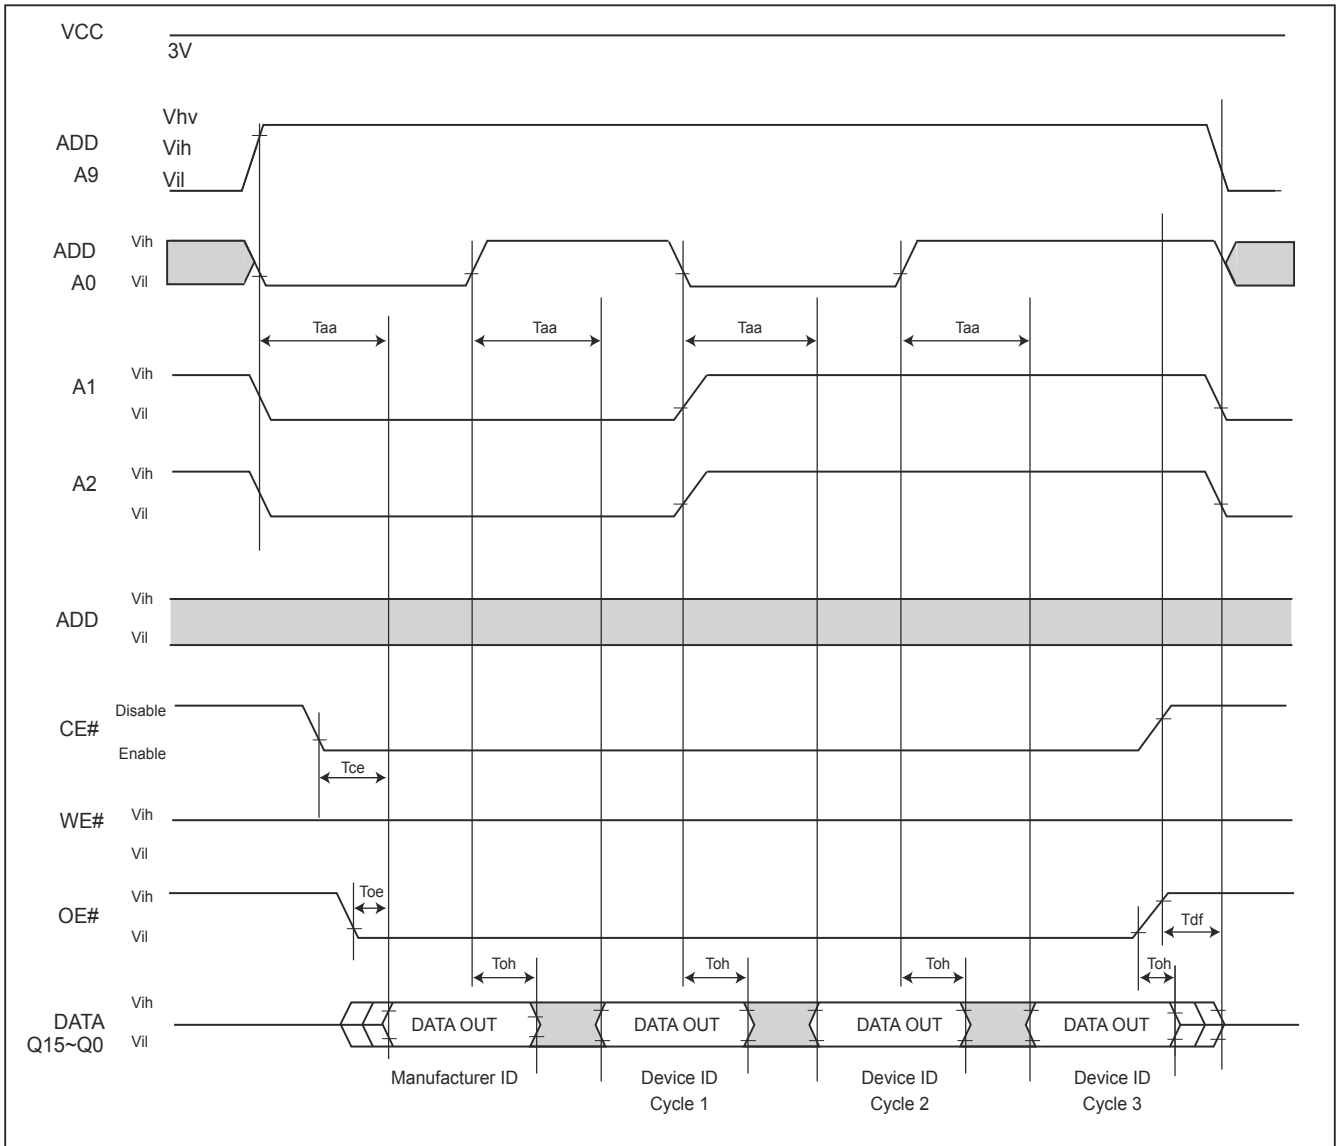 VCC
3V
Vhv
ADD
Vih
A9
Vil
ADD
Vih
A0
Vil
Taa
Taa
Taa
Taa
A1
Vih
Vil
A2
Vih
Vil
ADD
Vih
Vil
CE#
Disable
Enable
Tce
WE#
Vih
Vil
OE#
Vih
Vil
Toe
Tdf
Toh
Toh
Toh
Toh
DATA
Q15~Q0
Vih
Vil
DATA OUT
DATA OUT
DATA OUT
DATA OUT
Manufacturer ID
Device ID
Cycle 1
Device ID
Cycle 2
Device ID
Cycle 3